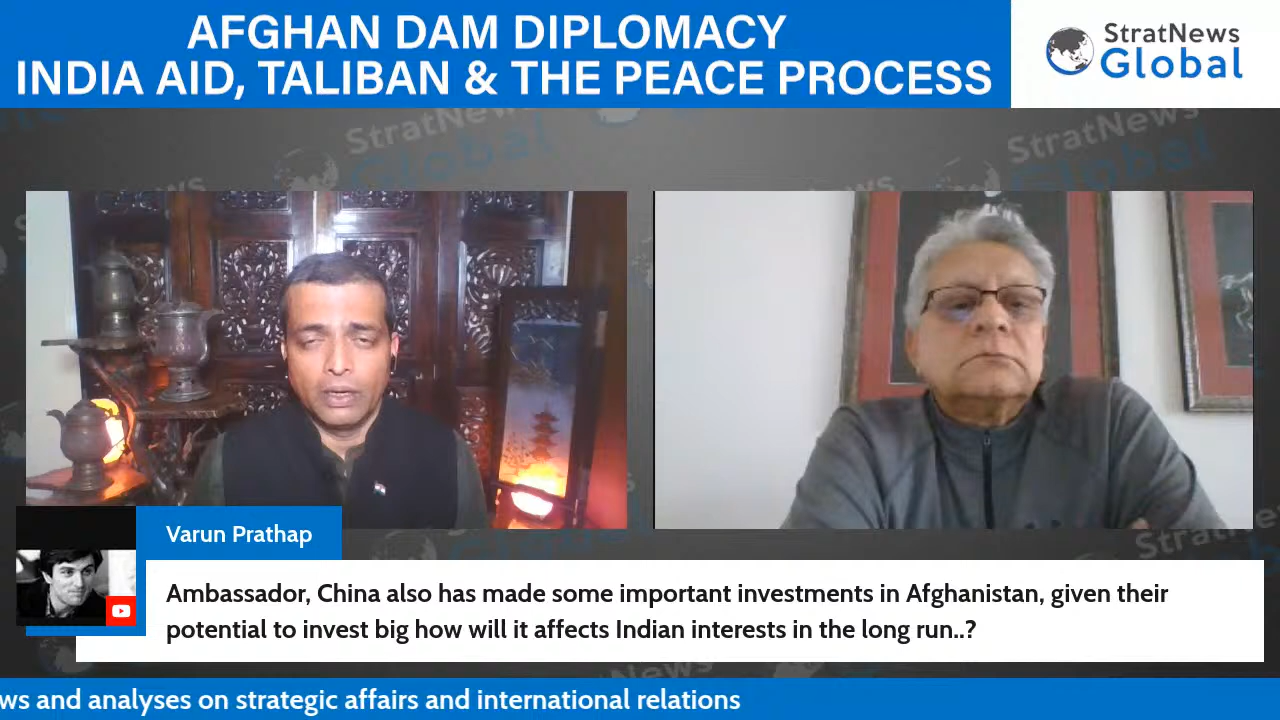 AFGHAN DAM DIPLOMACY
INDIA AID, TALIBAN & THE PEACE PROCESS
StratNews
Global
Varun Prathap
Ambassador, China also has made some important investments in Afghanistan, given their
potential to invest big how will it affects Indian interests in the long run..?
ws and analyses on strategic affairs and international relations